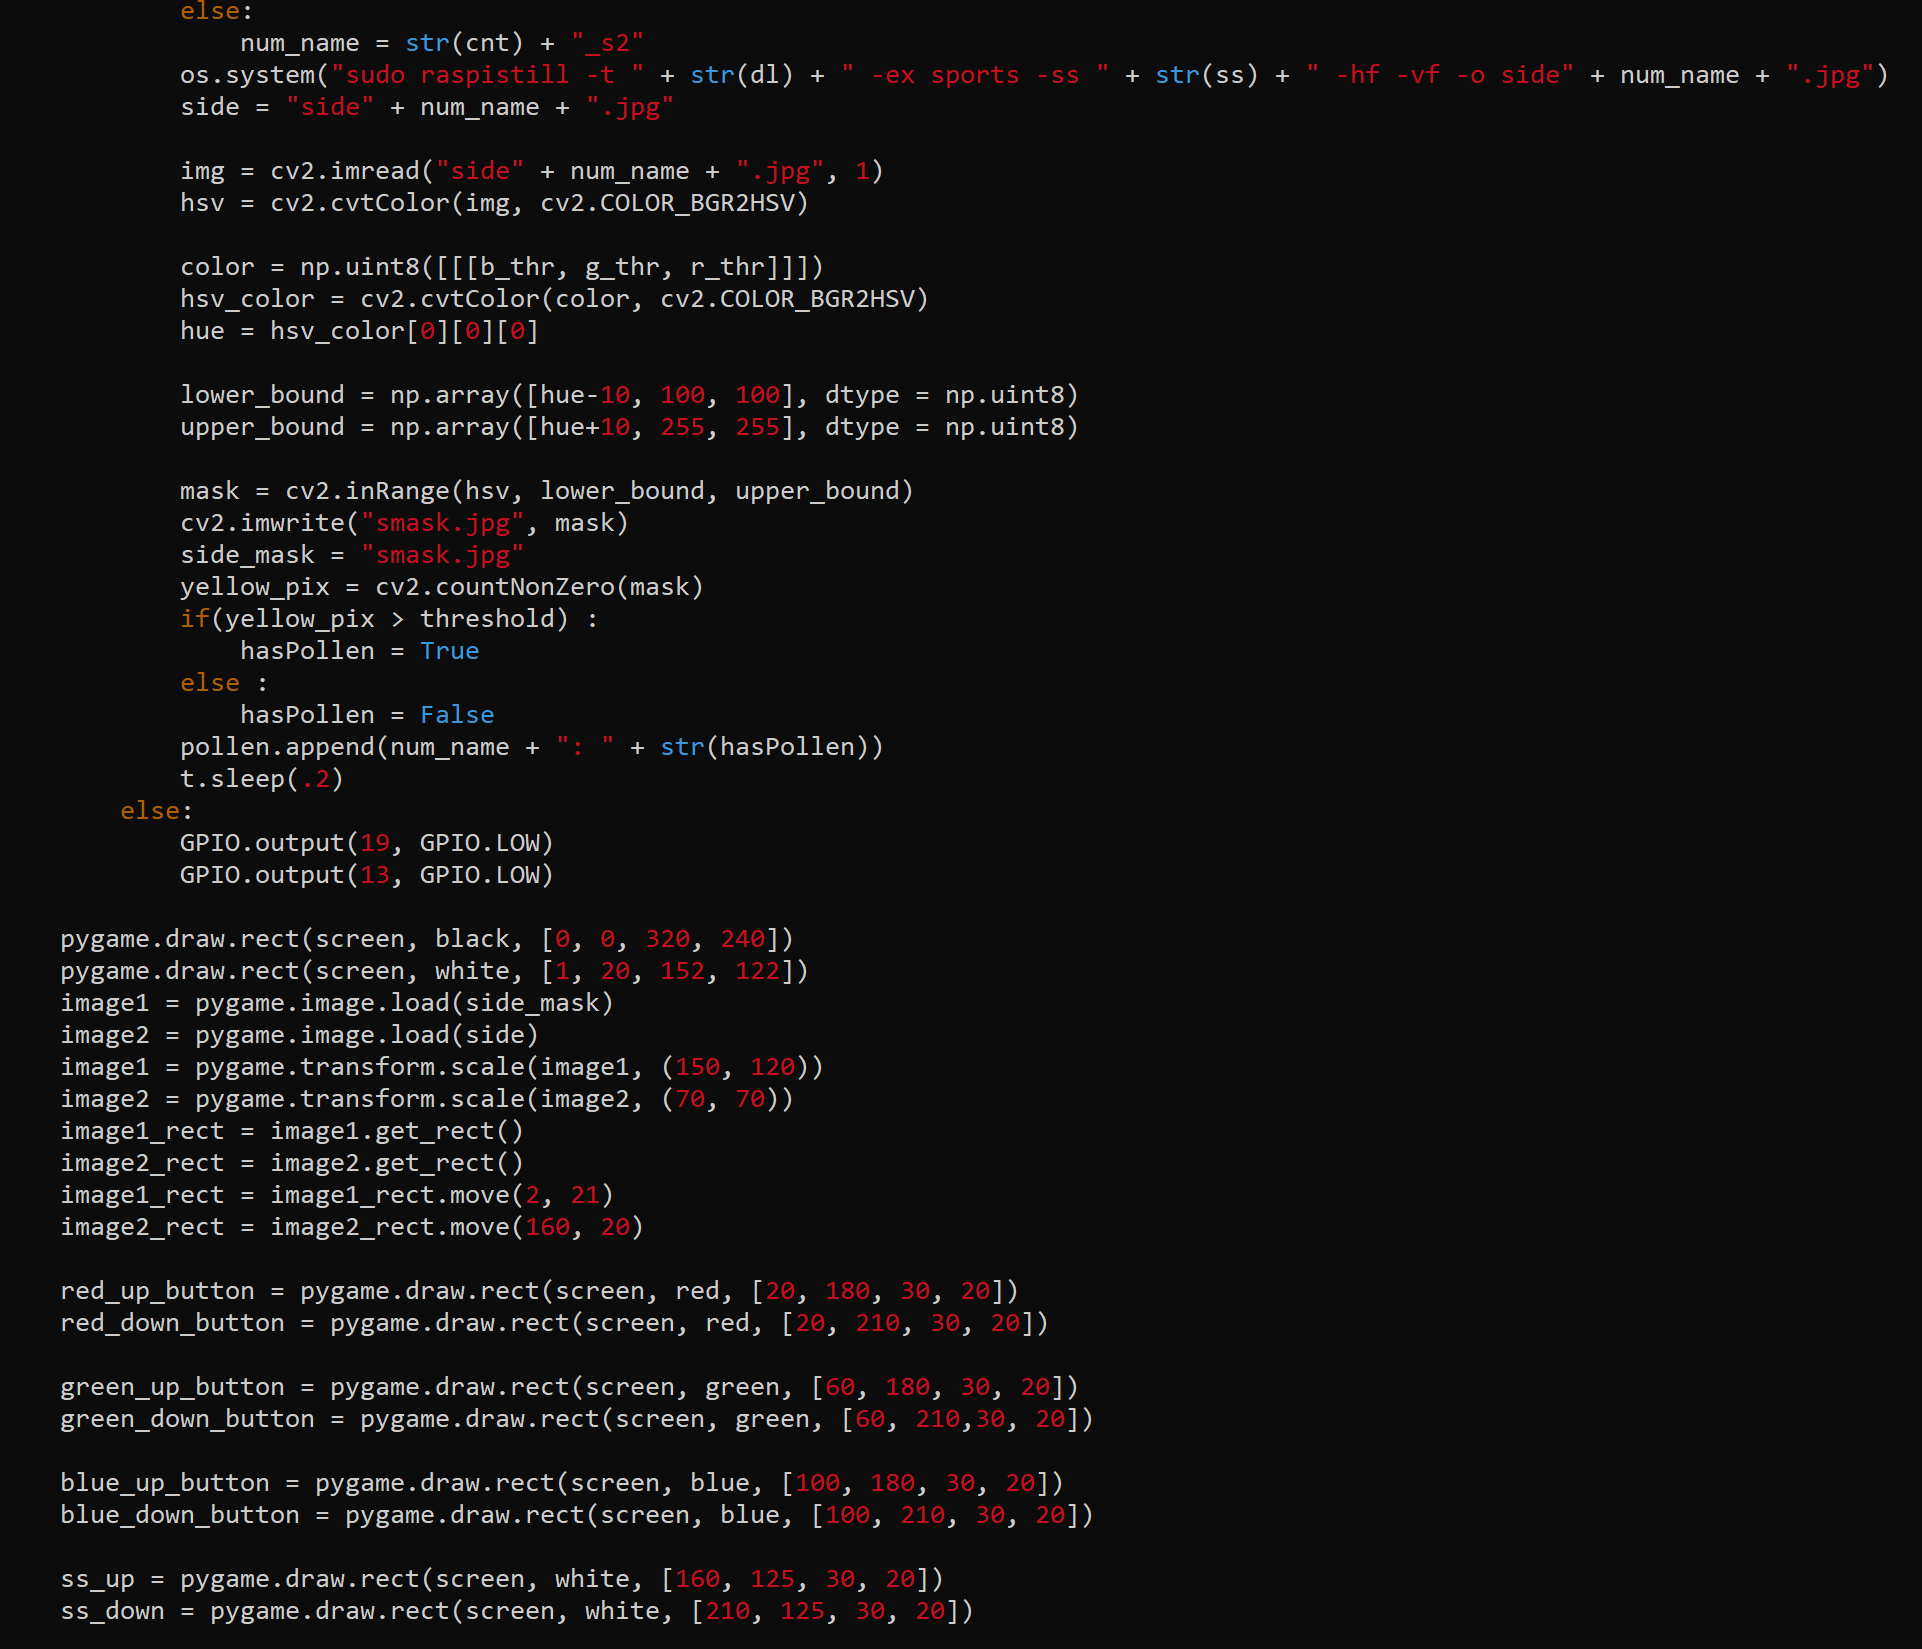 else:
num_name = str(cnt) + "_s2"
os.system("sudo raspistill -t " + str(dl) + " -ex sports -ss " + str(ss) + " -hf -vf -o side" + num_name + ".jpg")
side = "side" + num_name + ".jpg"
img = cv2.imread("side" + num_name + ".jpg", 1)
hsv = cv2.cvtColor(img, cv2.COLOR_BGR2HSV)
color = np.uint8([[[b_thr, g_thr, r_thr]]])
hsv_color = cv2.cvtColor(color, cv2.COLOR_BGR2HSV)
hue = hsv_color[0][0][0]
lower_bound = np.array([hue-10, 100, 100], dtype = np.uint8)
upper_bound = np.array([hue+10, 255, 255], dtype = np.uint8)
mask = cv2.inRange(hsv, lower_bound, upper_bound)
cv2.imwrite("smask.jpg", mask)
side_mask = "smask.jpg"
yellow_pix = cv2.countNonZero(mask)
if(yellow_pix > threshold) :
hasPollen = True
else :
hasPollen = False
pollen.append(num_name + ": " + str(hasPollen))
t.sleep(.2)
else:
GPIO.output(19, GPIO.LOW)
GPIO.output(13, GPIO.LOW)
pygame.draw.rect(screen, black, [0, 0, 320, 240])
pygame.draw.rect(screen, white, [1, 20, 152, 122])
image1 = pygame.image.load(side_mask)
image2 = pygame.image.load(side)
image1 = pygame.transform.scale(image1, (150, 120))
image2 = pygame.transform.scale(image2, (70, 70))
image1_rect = image1.get_rect()
image2_rect = image2.get_rect()
image1_rect = image1_rect.move(2, 21)
image2_rect = image2_rect.move(160, 20)
red_up_button = pygame.draw.rect(screen, red, [20, 180, 30, 20])
red_down_button = pygame.draw.rect(screen, red, [20, 210, 30, 20])
green_up_button = pygame.draw.rect(screen, green, [60, 180, 30, 20])
green_down_button = pygame.draw.rect(screen, green, [60, 210,30, 20])
blue_up_button = pygame.draw.rect(screen, blue, [100, 180, 30, 20])
blue_down_button = pygame.draw.rect(screen, blue, [100, 210, 30, 20])
ss_up = pygame.draw.rect(screen, white, [160, 125, 30, 20])
ss_down = pygame.draw.rect(screen, white, [210, 125, 30, 20])